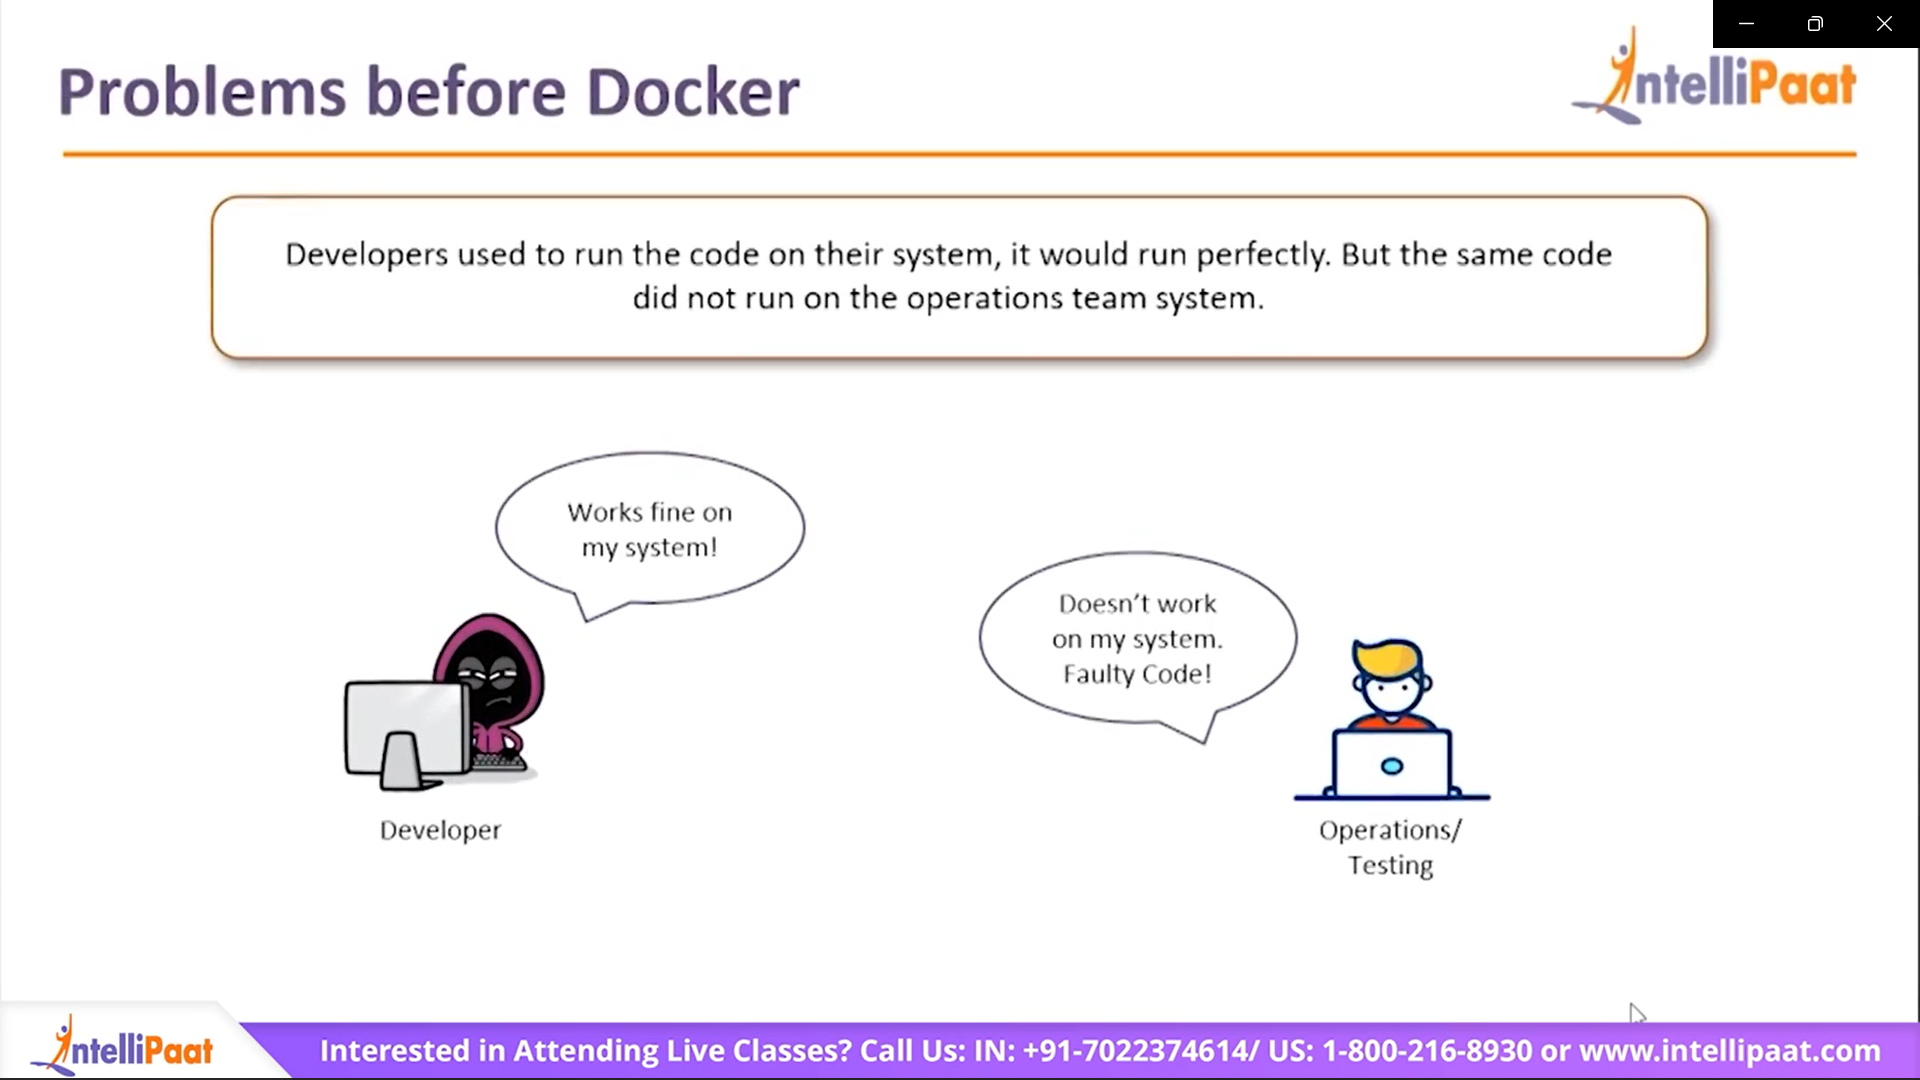 Problems before Docker
IntelliPaat
Developers used to run the code on their system, it would run perfectly. But the same code
did not run on the operations team system.
Works fine on
my system!
Doesn’t work
on my system.
Faulty Code!
Developer
Operations/
Testing
IntelliPaat
Interested in Attending Live Classes? Call Us: IN: +91-7022374614/ US: 1-800-216-8930 or www.intellipaat.com